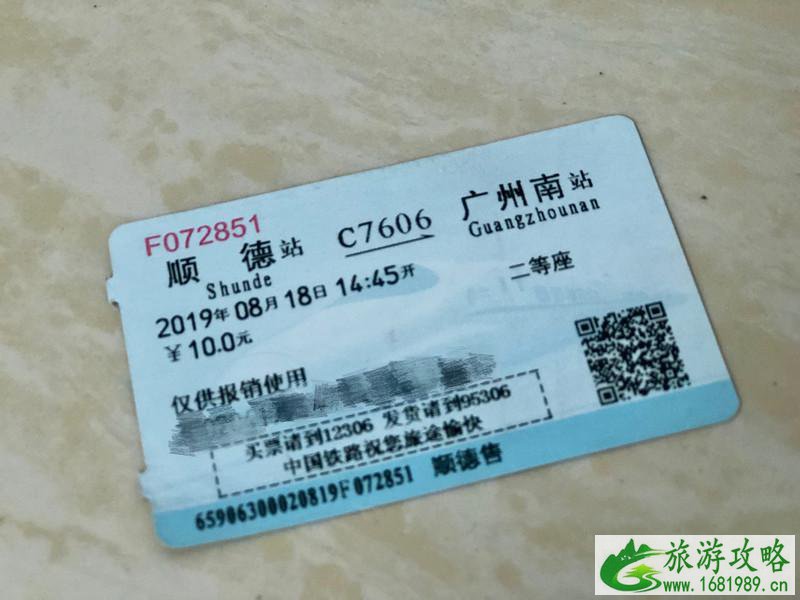 F072851
顺德站 C7606 广州南站
Shunde Guangzhounan
2019年08月18日 14:45开 二等座
¥10.0元
仅供报销使用
买票请到12306 发货请到95306
中国铁路祝您旅途愉快
65906300020819F072851 顺德售
旅游攻略
www.1681989.cn